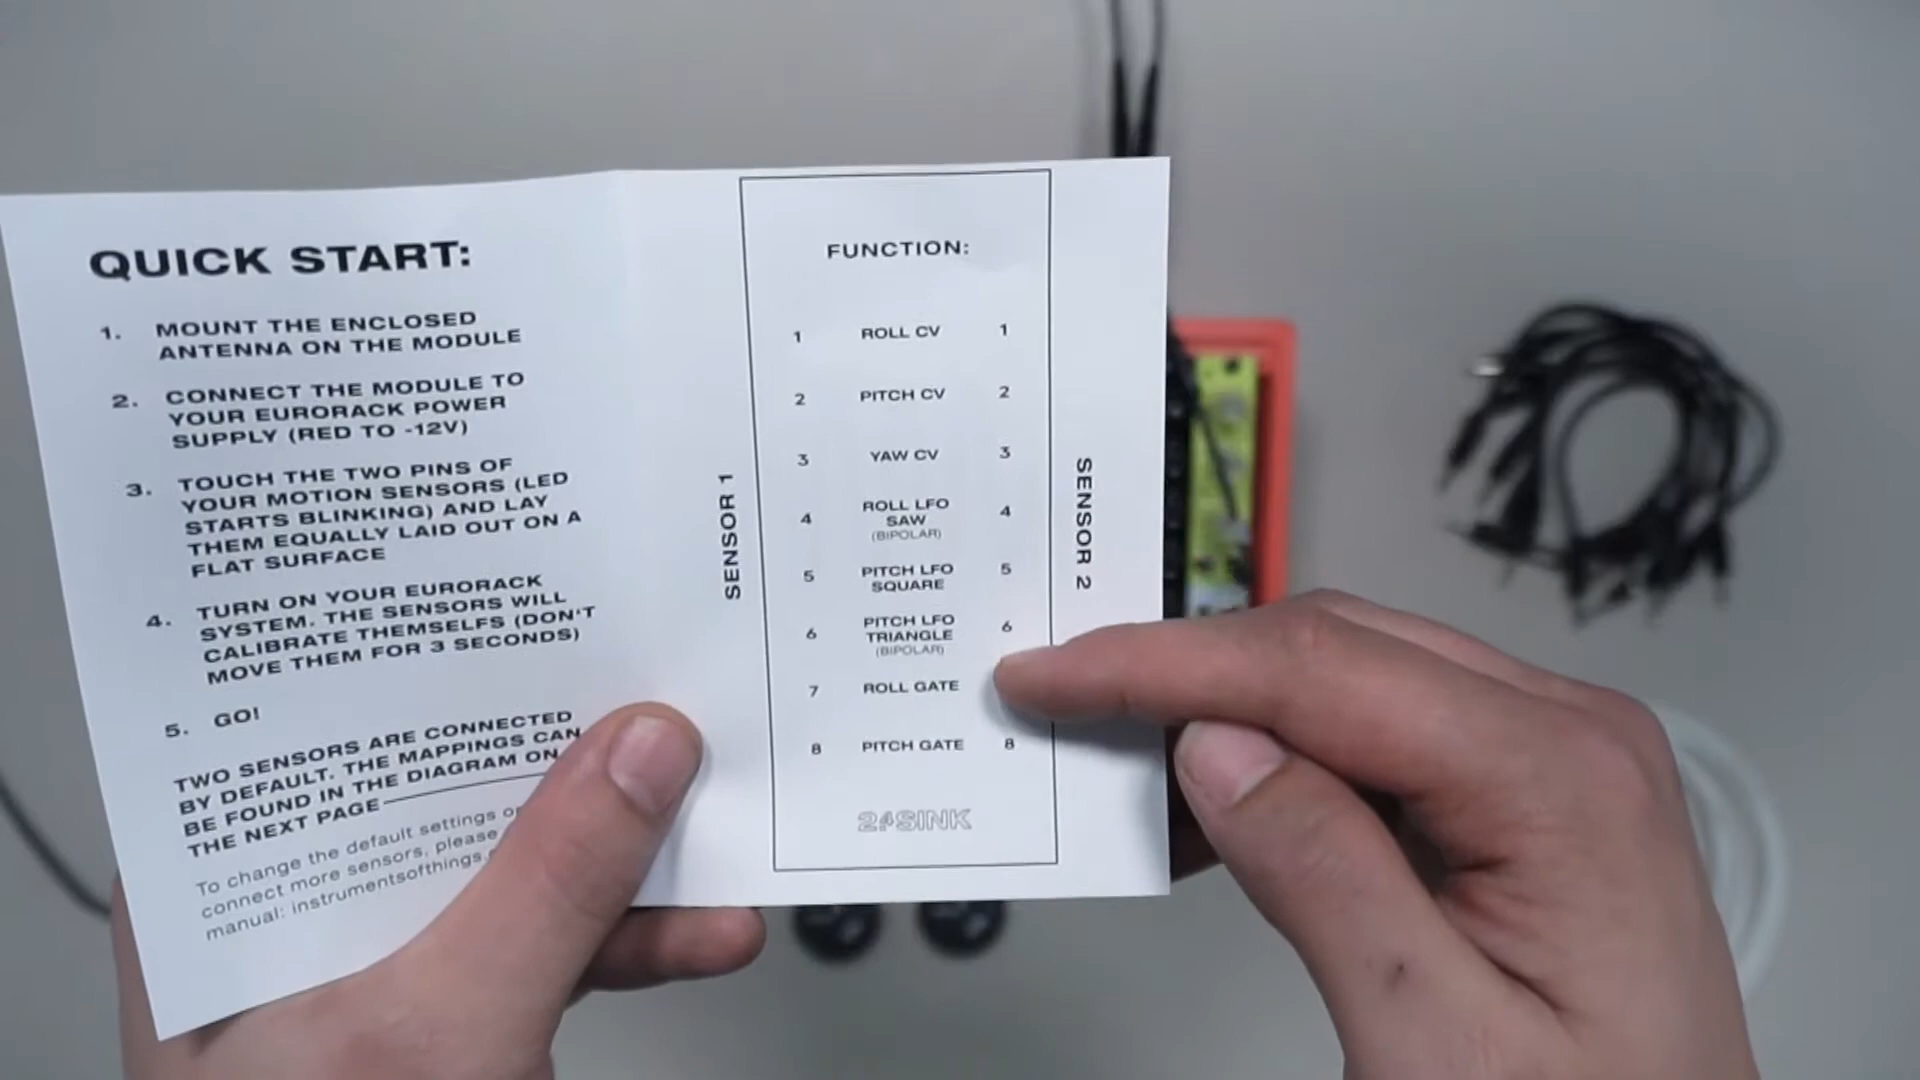 QUICK START:
1. MOUNT THE ENCLOSED
ANTENNA ON THE MODULE
2. CONNECT THE MODULE TO
YOUR EURORACK POWER
SUPPLY (RED TO -12V)
3. TOUCH THE TWO PINS OF
YOUR MOTION SENSORS (LED
STARTS BLINKING) AND LAY
THEM EQUALLY LAID OUT ON A
FLAT SURFACE
4. TURN ON YOUR EURORACK
SYSTEM. THE SENSORS WILL
CALIBRATE THEMSELFS (DON'T
MOVE THEM FOR 3 SECONDS)
5. GO!
TWO SENSORS ARE CONNECTED
BY DEFAULT. THE MAPPINGS CAN
BE FOUND IN THE DIAGRAM ON
THE NEXT PAGE
To change the default settings
connect more sensors, please
manual: instrumentsofthings.
SENSOR 1
FUNCTION:
1 ROLL CV 1
2 PITCH CV 2
3 YAW CV 3
4 ROLL LFO 4
SAW
(BIPOLAR)
5 PITCH LFO 5
SQUARE
6 PITCH LFO 6
TRIANGLE
(BIPOLAR)
7 ROLL GATE
8 PITCH GATE 8
SENSOR 2